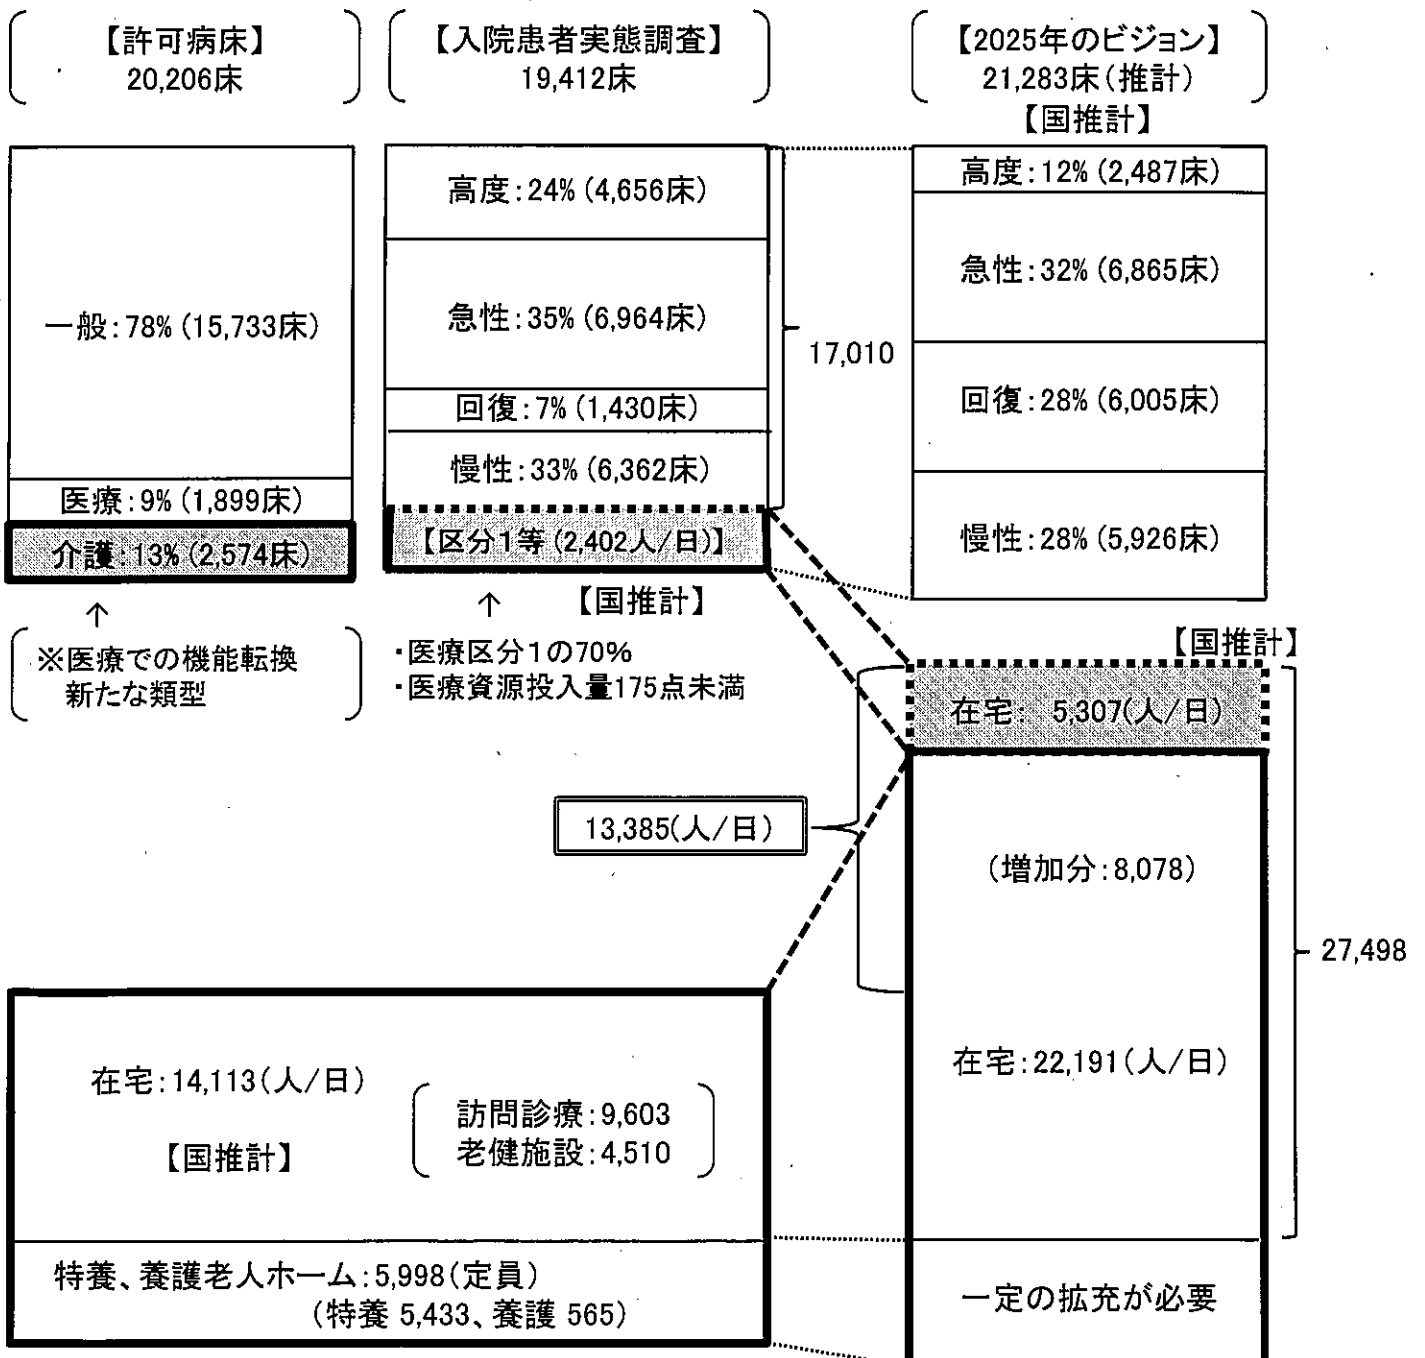 【許可病床】
20,206床
【入院患者実態調査】
19,412床
【2025年のビジョン】
21,283床(推計)
【国推計】
一般:78%(15,733床)
医療:9%(1,899床)
介護:13%(2,574床)
↑
※医療での機能転換
新たな類型
高度:24%(4,656床)
急性:35%(6,964床)
回復:7%(1,430床)
慢性:33%(6,362床)
【区分1等(2,402人/日)】
17,010
↑
【国推計】
・医療区分1の70%
・医療資源投入量175点未満
高度:12%(2,487床)
急性:32%(6,865床)
回復:28%(6,005床)
慢性:28%(5,926床)
【国推計】
在宅: 5,307(人/日)
13,385(人/日)
(増加分:8,078)
27,498
在宅:22,191(人/日)
在宅:14,113(人/日)
【国推計】
訪問診療:9,603
老健施設:4,510
特養、養護老人ホーム:5,998(定員)
(特養 5,433、養護 565)
一定の拡充が必要